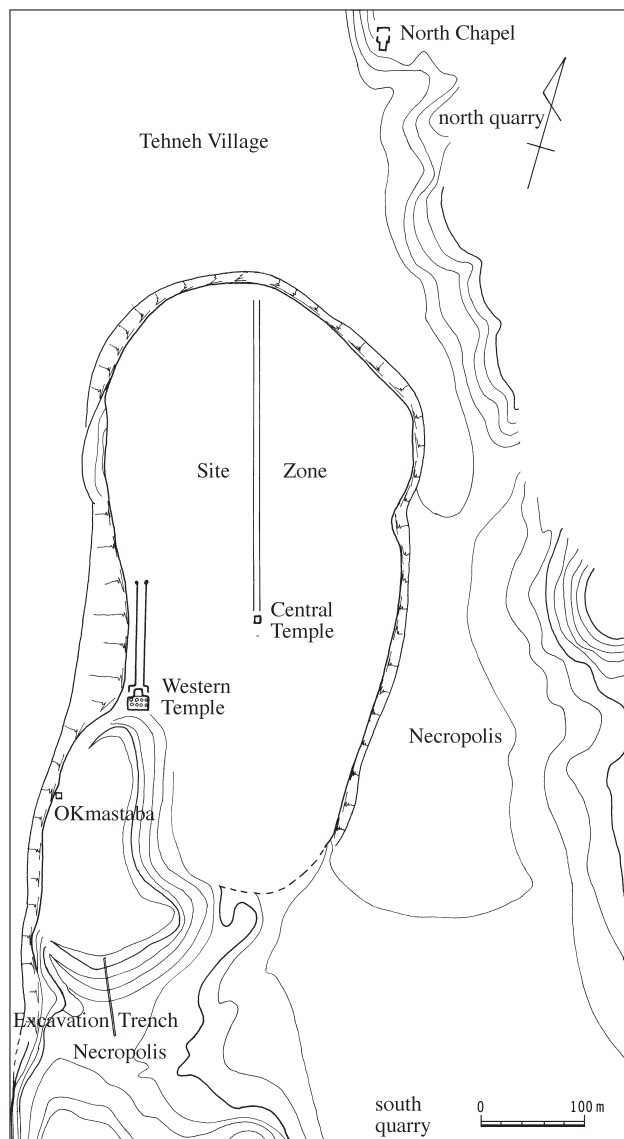 North Chapel
north quarry
Tehneh Village
Site Zone
Central
Temple
Western
Temple
Necropolis
OKmastaba
Excavation Trench
Necropolis
south
quarry
0 100 m